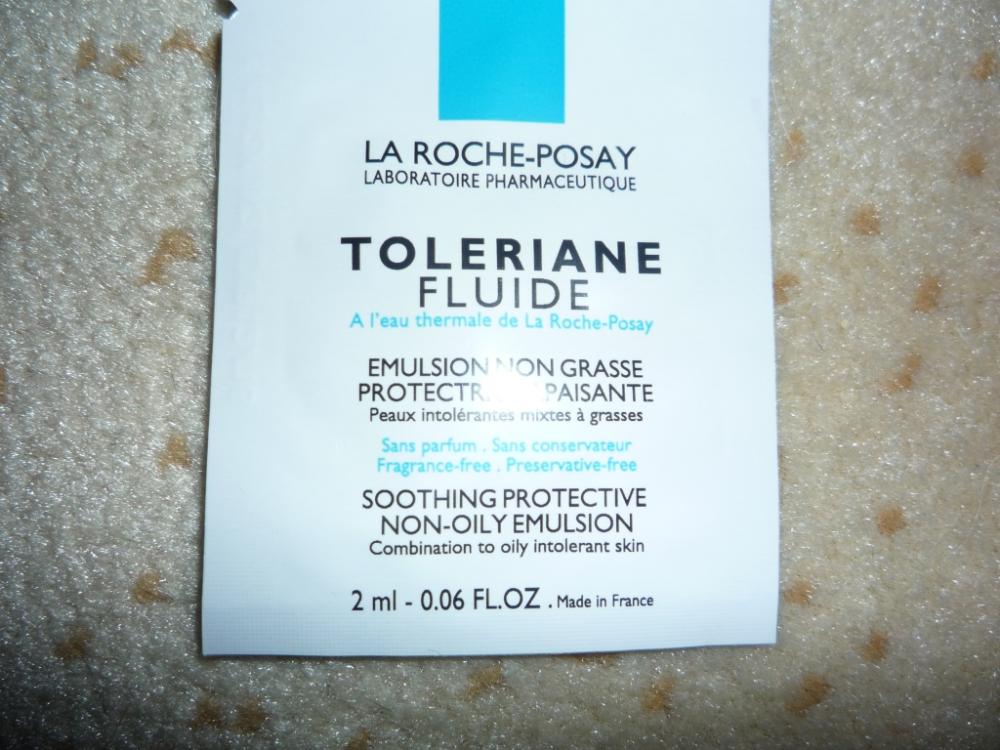 LA ROCHE-POSAY
LABORATOIRE PHARMACEUTIQUE
TOLERIANE
FLUIDE
A l'eau thermale de La Roche-Posay
EMULSION NON GRASSE
PROTECTR PAISANTE
Peaux intolérantes mixtes à grasses
Sans parfum . Sans conservateur
Fragrance-free . Preservative-free
SOOTHING PROTECTIVE
NON-OILY EMULSION
Combination to oily intolerant skin
2 ml - 0.06 FL.OZ . Made in France